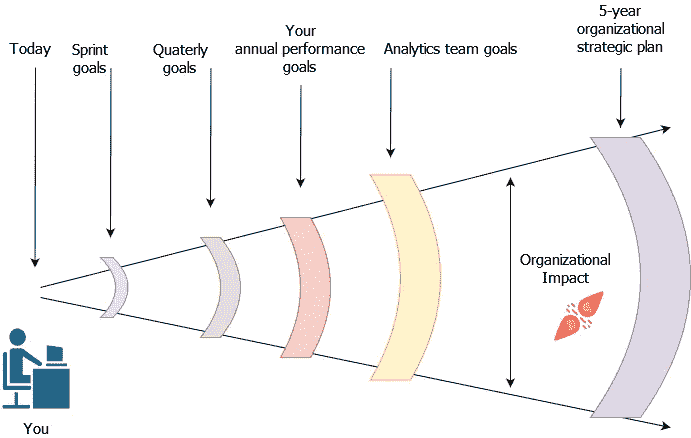 Today
Sprint
goals
Quaterly
goals
Your
annual performance
goals
Analytics team goals
5-year
organizational
strategic plan
Organizational
Impact
You